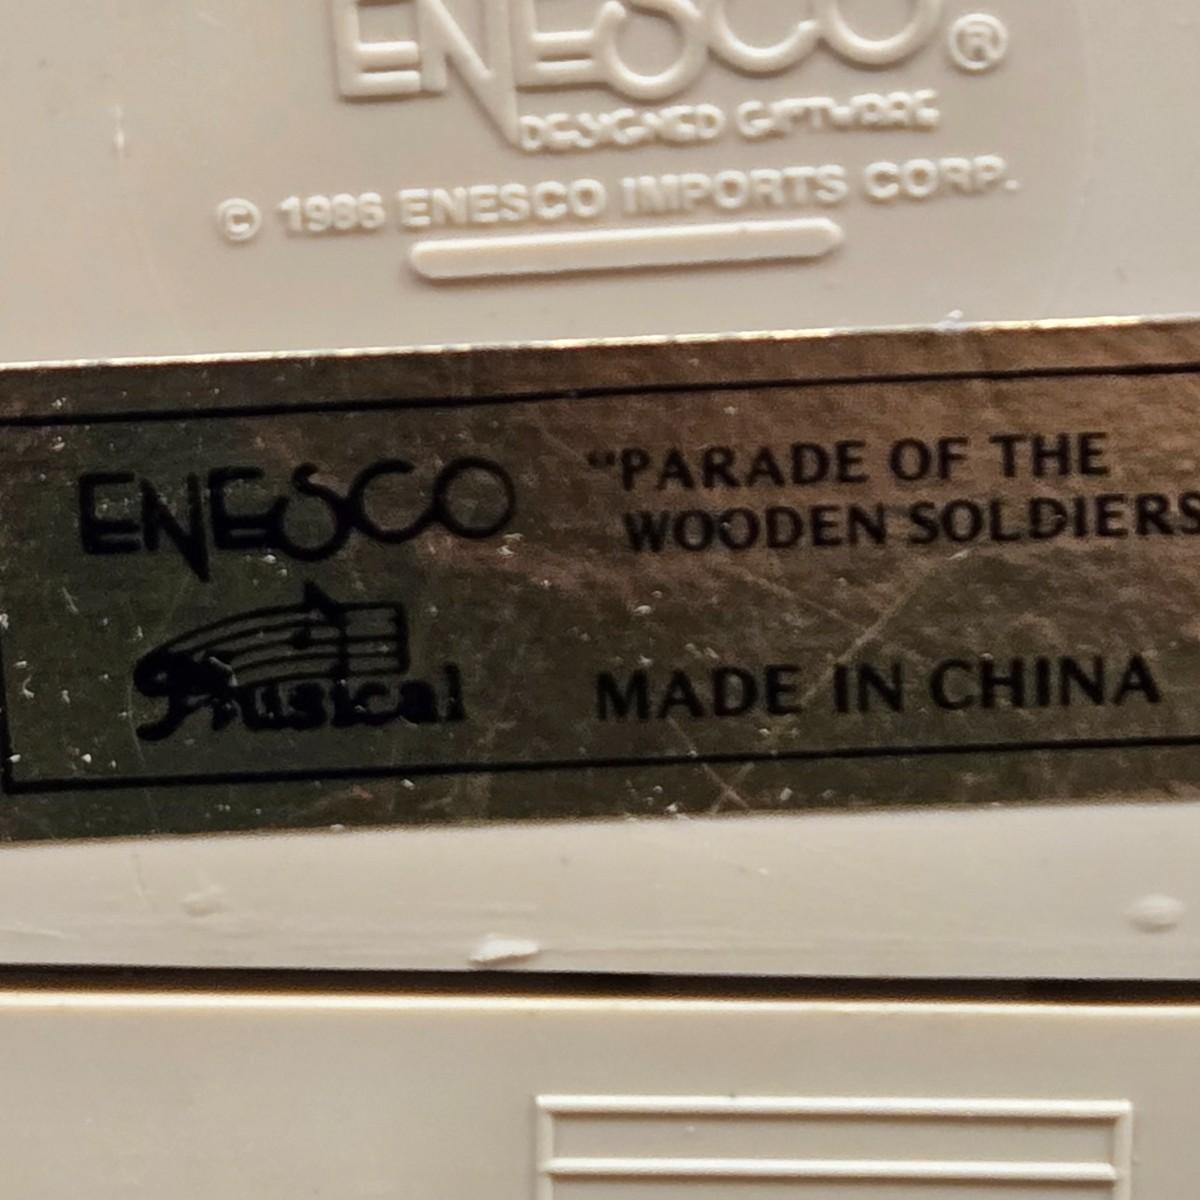 ENESCO®
DESIGNED GIFTWARE
© 1986 ENESCO IMPORTS CORP.
ENESCO
Musical
"PARADE OF THE
WOODEN SOLDIERS
MADE IN CHINA